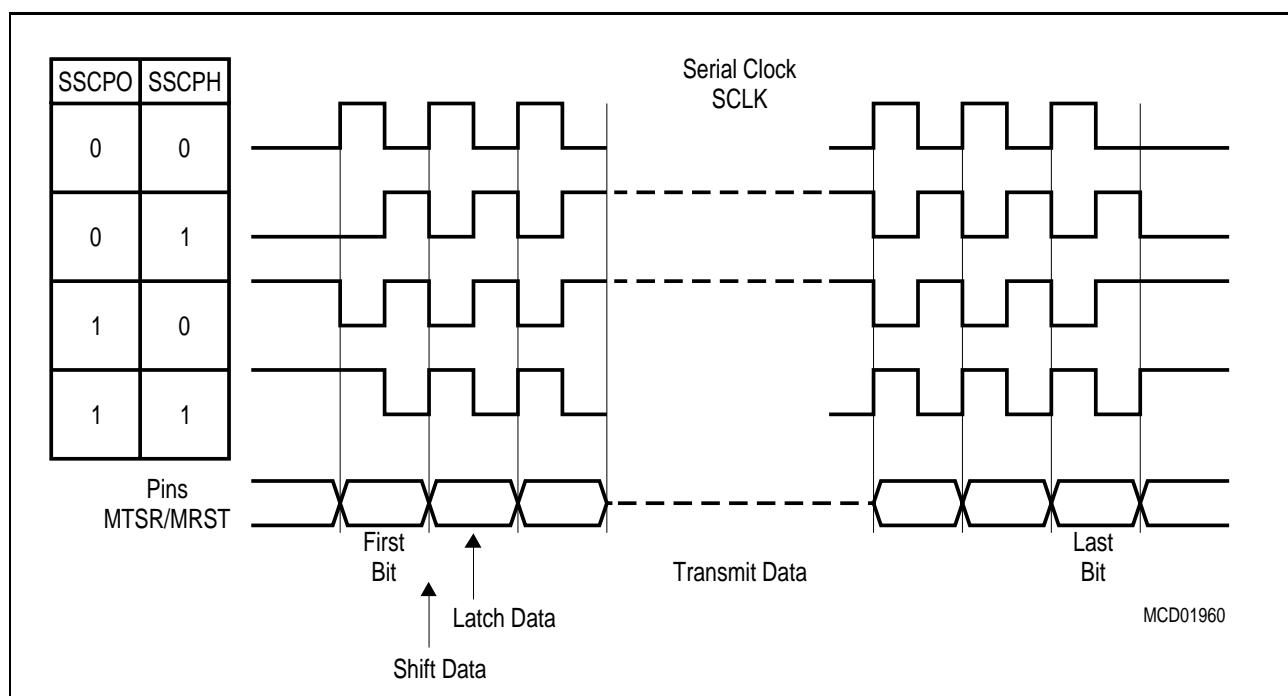 SSCPO SSCPH
Serial Clock
SCLK
0 0
0 1
1 0
1 1
Pins
MTSR/MRST
First
Bit
Transmit Data
Last
Bit
Latch Data
MCD01960
Shift Data